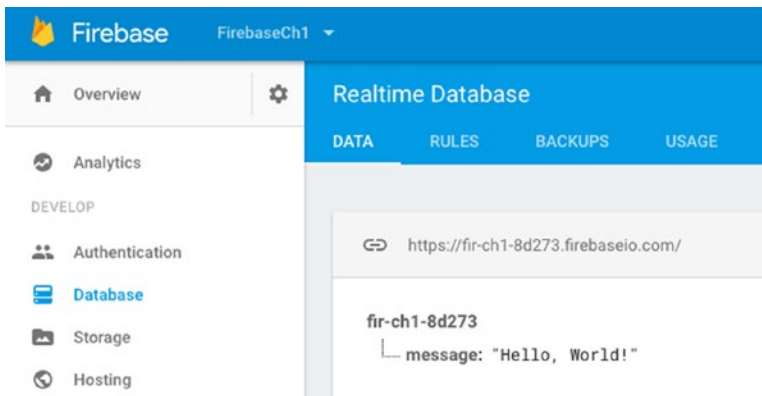 Firebase FirebaseCh1
Overview
Analytics
DEVELOP
Authentication
Database
Storage
Hosting
Realtime Database
DATA RULES BACKUPS USAGE
https://fir-ch1-8d273.firebaseio.com/
fir-ch1-8d273
message: "Hello, World!"